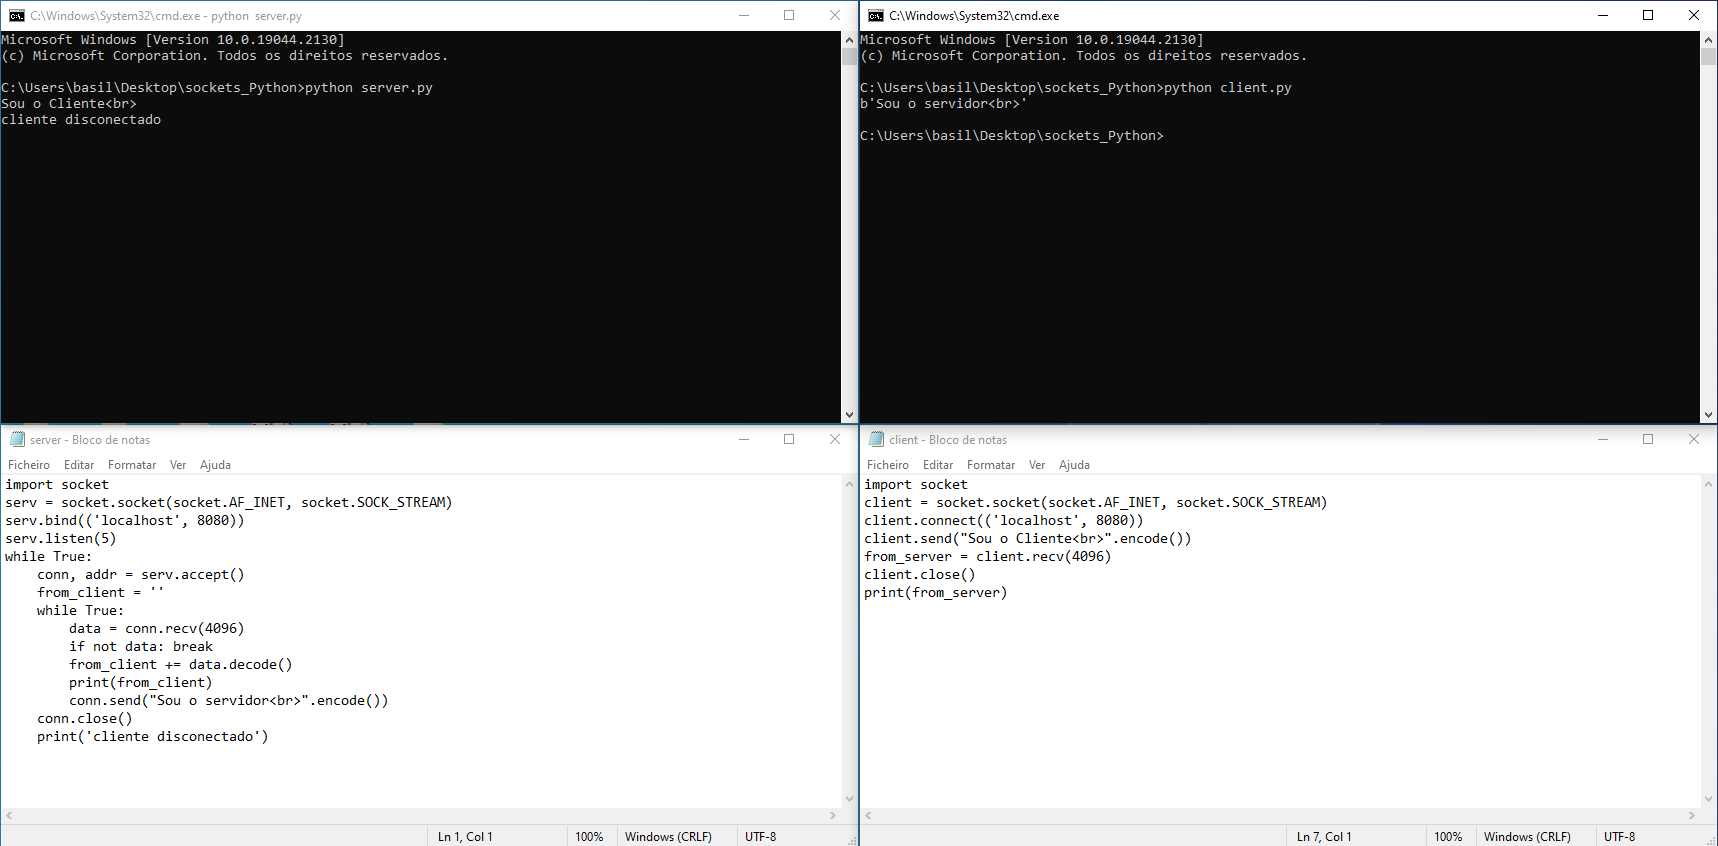 C:\Windows\System32\cmd.exe - python  server.py
Microsoft Windows [Version 10.0.19044.2130]
(c) Microsoft Corporation. Todos os direitos reservados.
C:\Users\basil\Desktop\sockets_Python>python server.py
Sou o Cliente<br>
cliente disconectado
C:\Windows\System32\cmd.exe
Microsoft Windows [Version 10.0.19044.2130]
(c) Microsoft Corporation. Todos os direitos reservados.
C:\Users\basil\Desktop\sockets_Python>python client.py
b'Sou o servidor<br>'
C:\Users\basil\Desktop\sockets_Python>
server - Bloco de notas
Ficheiro Editar Formatar Ver Ajuda
import socket
serv = socket.socket(socket.AF_INET, socket.SOCK_STREAM)
serv.bind(('localhost', 8080))
serv.listen(5)
while True:
    conn, addr = serv.accept()
    from_client = ''
    while True:
        data = conn.recv(4096)
        if not data: break
        from_client += data.decode()
        print(from_client)
        conn.send("Sou o servidor<br>".encode())
    conn.close()
    print('cliente disconectado')
Ln 1, Col 1 100% Windows (CRLF) UTF-8
client - Bloco de notas
Ficheiro Editar Formatar Ver Ajuda
import socket
client = socket.socket(socket.AF_INET, socket.SOCK_STREAM)
client.connect(('localhost', 8080))
client.send("Sou o Cliente<br>".encode())
from_server = client.recv(4096)
client.close()
print(from_server)
Ln 7, Col 1 100% Windows (CRLF) UTF-8